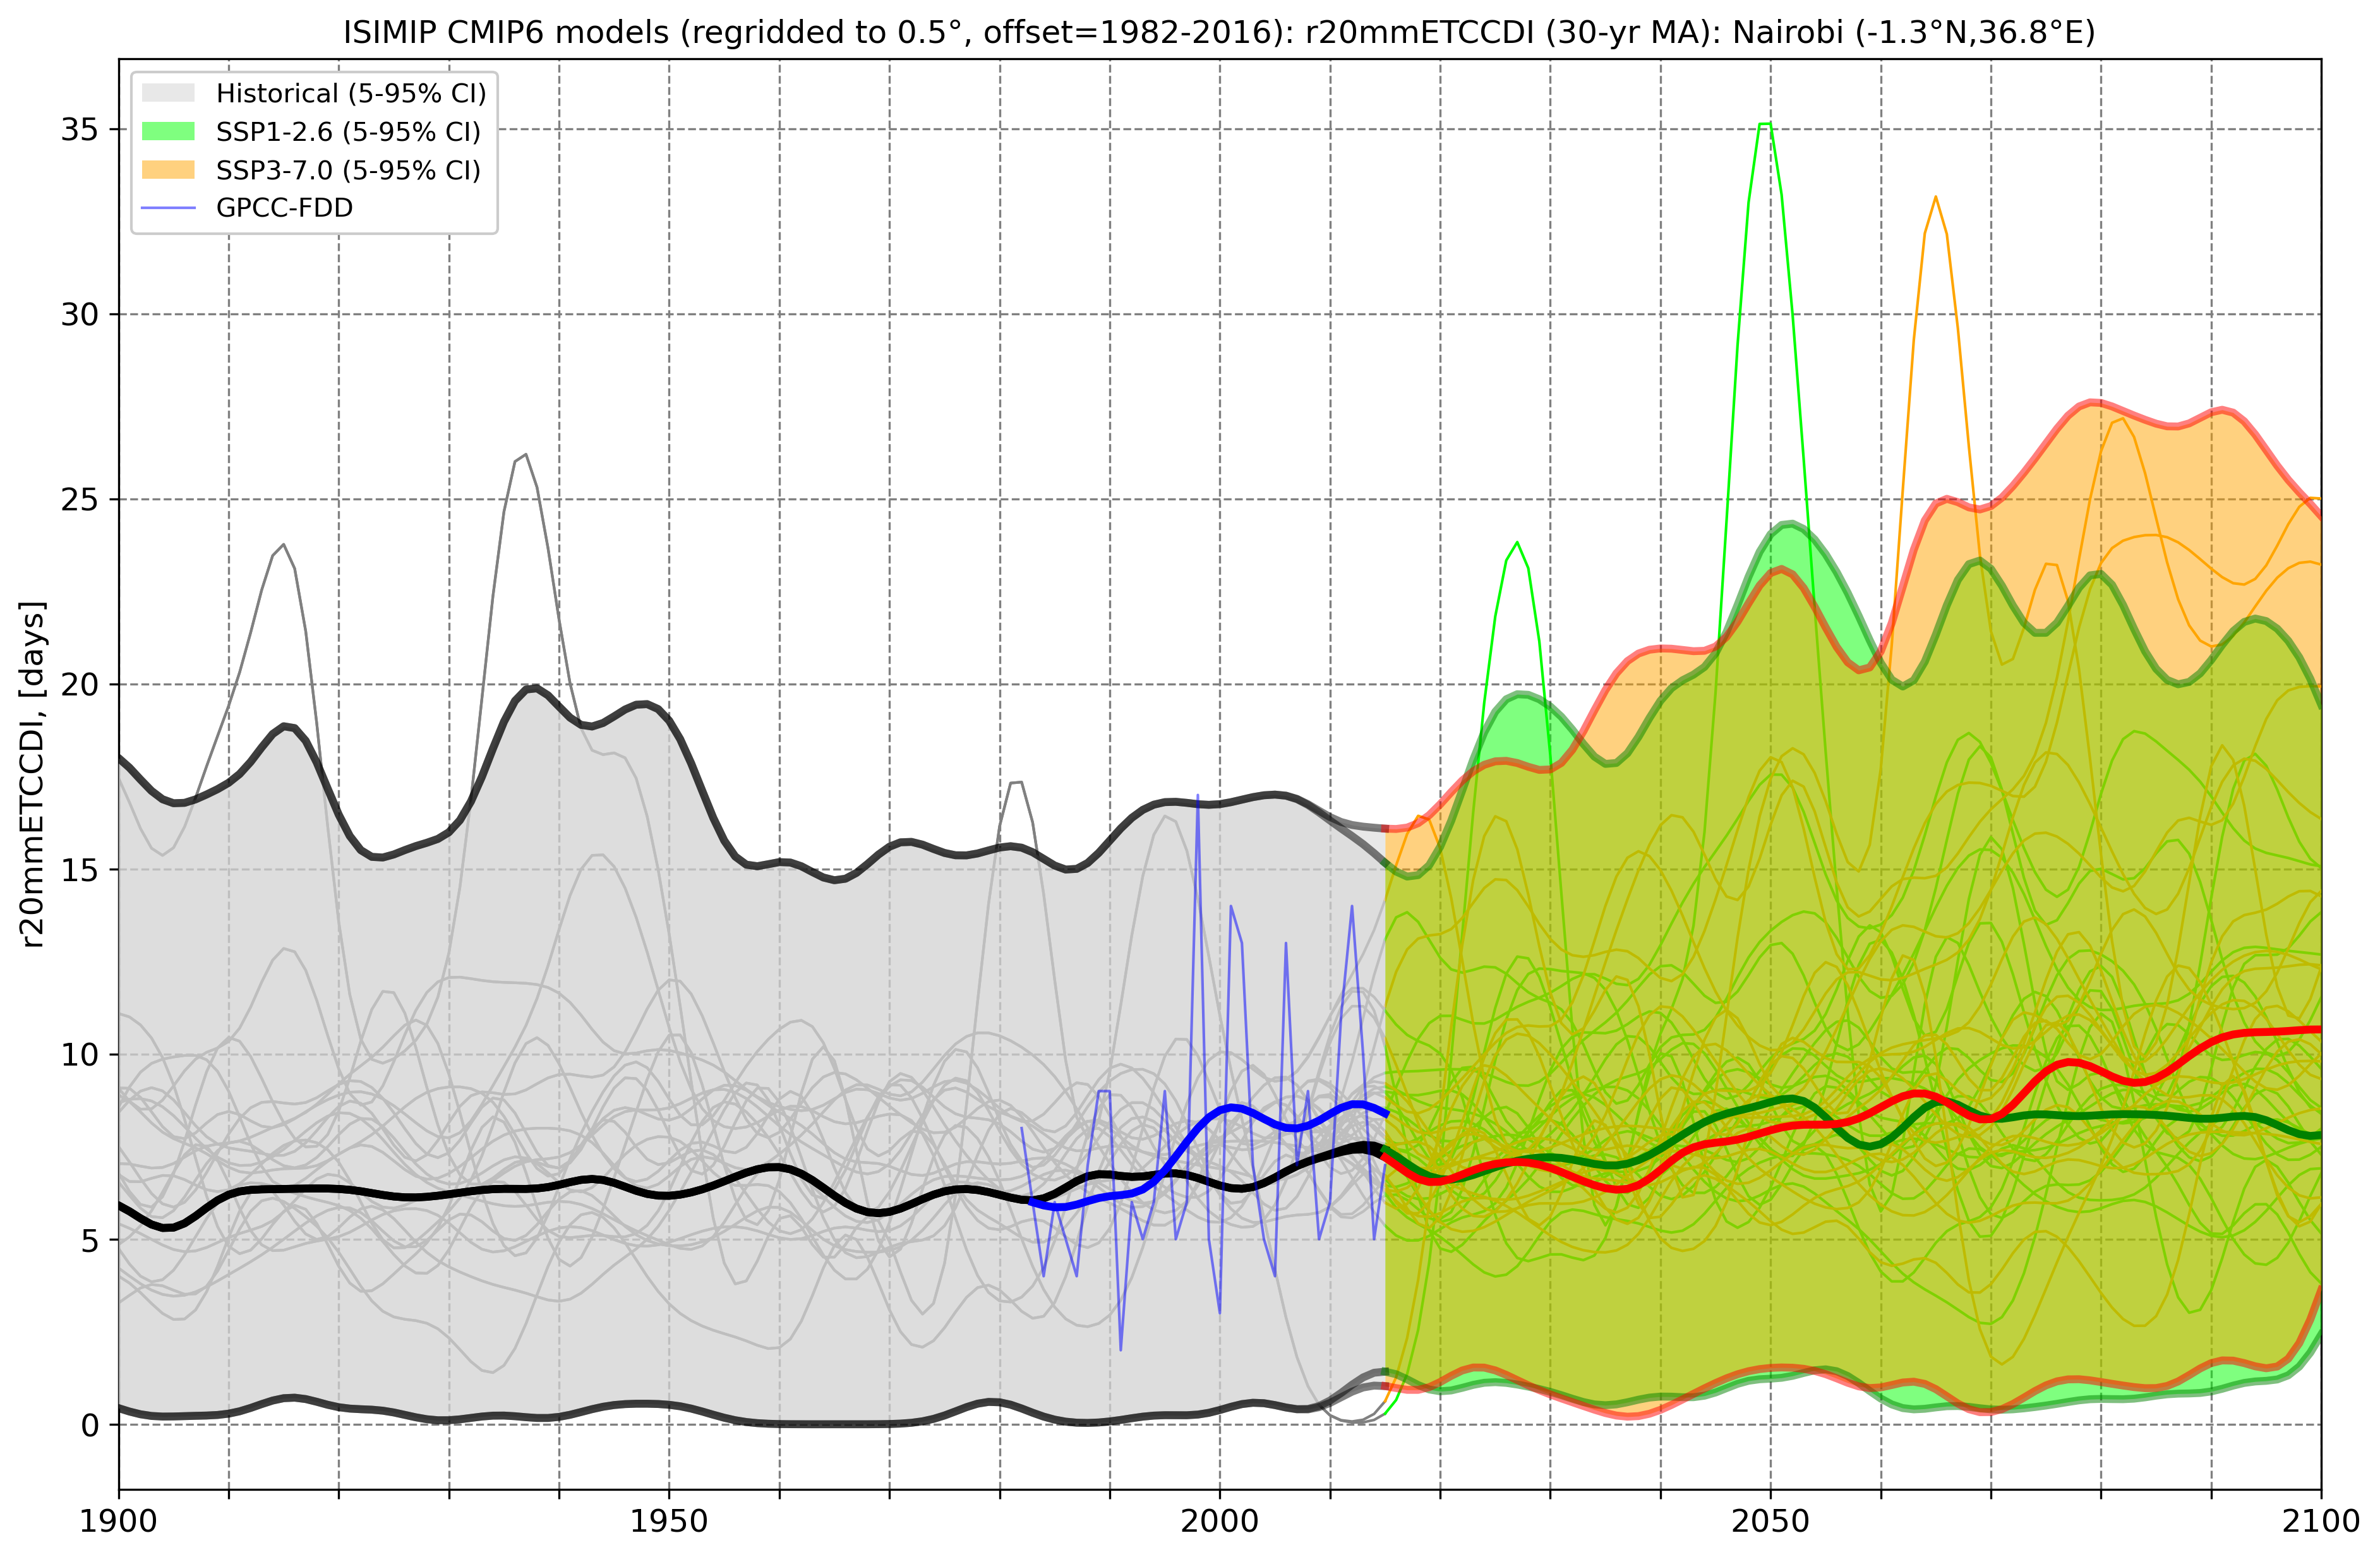 ISIMIP CMIP6 models (regridded to 0.5°, offset=1982-2016): r20mmETCCDI (30-yr MA): Nairobi (-1.3°N,36.8°E)
Historical (5-95% CI)
SSP1-2.6 (5-95% CI)
SSP3-7.0 (5-95% CI)
GPCC-FDD
r20mmETCCDI, [days]
35
30
25
20
15
10
5
0
1900
1950
2000
2050
2100